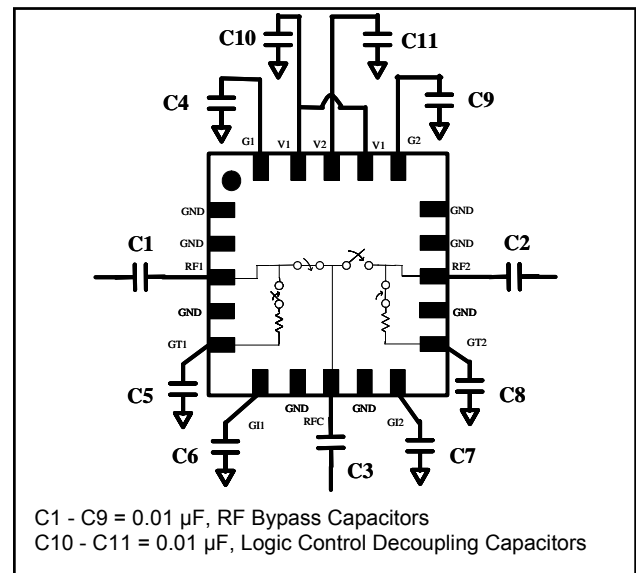 C10
C11
C4
C9
G1
V1
V2
V1
G2
GND
GND
GND
GND
C1
C2
RF1
RF2
GND
GND
GT1
GT2
C5
C8
GND
GND
GI1
RFC
GI2
C6
C7
C3
C1 - C9 = 0.01 µF, RF Bypass Capacitors
C10 - C11 = 0.01 µF, Logic Control Decoupling Capacitors